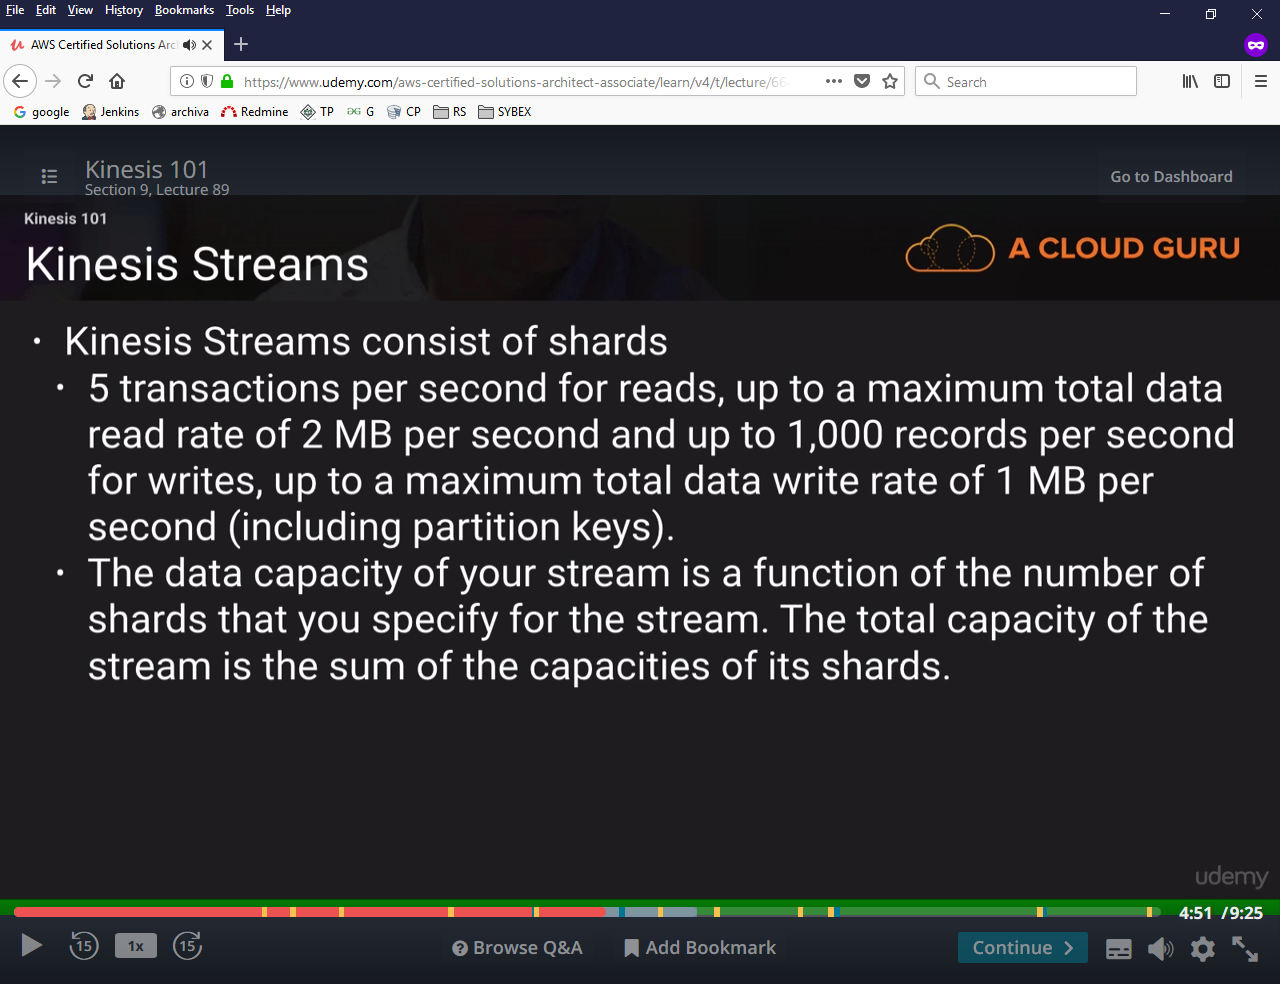 File Edit View History Bookmarks Tools Help
AWS Certified Solutions Arc
https://www.udemy.com/aws-certified-solutions-architect-associate/learn/v4/t/lecture/66
Search
google Jenkins archiva Redmine TP G CP RS SYBEX
Kinesis 101
Section 9, Lecture 89
Go to Dashboard
Kinesis 101
Kinesis Streams
A CLOUD GURU
• Kinesis Streams consist of shards
• 5 transactions per second for reads, up to a maximum total data
read rate of 2 MB per second and up to 1,000 records per second
for writes, up to a maximum total data write rate of 1 MB per
second (including partition keys).
• The data capacity of your stream is a function of the number of
shards that you specify for the stream. The total capacity of the
stream is the sum of the capacities of its shards.
udemy
4:51 /9:25
15 1x 15 Browse Q&A Add Bookmark Continue